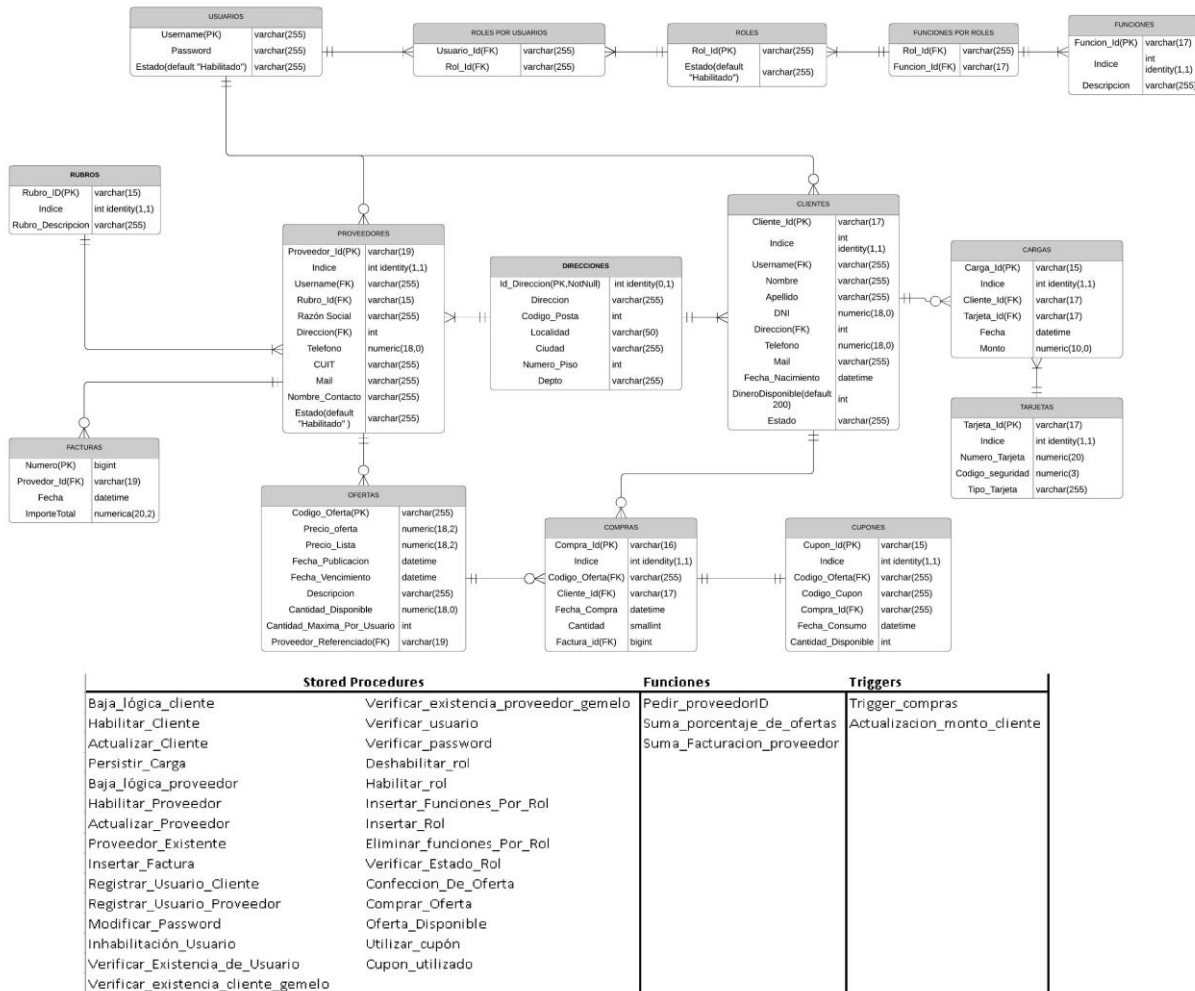 USUARIOS
Username(PK) varchar(255)
Password varchar(255)
Estado(default "Habilitado") varchar(255)
ROLES POR USUARIOS
Usuario_Id(FK) varchar(255)
Rol_Id(FK) varchar(255)
ROLES
Rol_Id(PK) varchar(255)
Estado(default
"Habilitado") varchar(255)
FUNCIONES POR ROLES
Rol_Id(FK) varchar(255)
Funcion_Id(FK) varchar(17)
FUNCIONES
Funcion_Id(PK) varchar(17)
Indice int
identity(1,1)
Descripcion varchar(255)
RUBROS
Rubro_ID(PK) varchar(15)
Indice int identity(1,1)
Rubro_Descripcion varchar(255)
PROVEEDORES
Proveedor_Id(PK) varchar(19)
Indice int identity(1,1)
Username(FK) varchar(255)
Rubro_Id(FK) varchar(15)
Razón Social varchar(255)
Direccion(FK) int
Telefono numeric(18,0)
CUIT varchar(255)
Mail varchar(255)
Nombre_Contacto varchar(255)
Estado(default
"Habilitado" ) varchar(255)
DIRECCIONES
Id_Direccion(PK,NotNull) int identity(0,1)
Direccion varchar(255)
Codigo_Posta int
Localidad varchar(50)
Ciudad varchar(255)
Numero_Piso int
Depto varchar(255)
CLIENTES
Cliente_Id(PK) varchar(17)
Indice int
identity(1,1)
Username(FK) varchar(255)
Nombre varchar(255)
Apellido varchar(255)
DNI numeric(18,0)
Direccion(FK) int
Telefono numeric(18,0)
Mail varchar(255)
Fecha_Nacimiento datetime
DineroDisponible(default
200) int
Estado varchar(255)
CARGAS
Carga_Id(PK) varchar(15)
Indice int identity(1,1)
Cliente_Id(FK) varchar(17)
Tarjeta_Id(FK) varchar(17)
Fecha datetime
Monto numeric(10,0)
TARJETAS
Tarjeta_Id(PK) varchar(17)
Indice int identity(1,1)
Numero_Tarjeta numeric(20)
Codigo_seguridad numeric(3)
Tipo_Tarjeta varchar(255)
FACTURAS
Numero(PK) bigint
Provedor_Id(FK) varchar(19)
Fecha datetime
ImporteTotal numerica(20,2)
OFERTAS
Codigo_Oferta(PK) varchar(255)
Precio_oferta numeric(18,2)
Precio_Lista numeric(18,2)
Fecha_Publicacion datetime
Fecha_Vencimiento datetime
Descripcion varchar(255)
Cantidad_Disponible numeric(18,0)
Cantidad_Maxima_Por_Usuario int
Proveedor_Referenciado(FK) varchar(19)
COMPRAS
Compra_Id(PK) varchar(16)
Indice int idendity(1,1)
Codigo_Oferta(FK) varchar(255)
Cliente_Id(FK) varchar(17)
Fecha_Compra datetime
Cantidad smallint
Factura_id(FK) bigint
CUPONES
Cupon_Id(PK) varchar(15)
Indice int identity(1,1)
Codigo_Oferta(FK) varchar(255)
Codigo_Cupon varchar(255)
Compra_Id(FK) varchar(255)
Fecha_Consumo datetime
Cantidad_Disponible int
Stored Procedures Funciones Triggers
Baja_lógica_cliente Verificar_existencia_proveedor_gemelo Pedir_proveedorID Trigger_compras
Habilitar_Cliente Verificar_usuario Suma_porcentaje_de_ofertas Actualizacion_monto_cliente
Actualizar_Cliente Verificar_password Suma_Facturacion_proveedor
Persistir_Carga Deshabilitar_rol
Baja_lógica_proveedor Habilitar_rol
Habilitar_Proveedor Insertar_Funciones_Por_Rol
Actualizar_Proveedor Insertar_Rol
Proveedor_Existente Eliminar_funciones_Por_Rol
Insertar_Factura Verificar_Estado_Rol
Registrar_Usuario_Cliente Confeccion_De_Oferta
Registrar_Usuario_Proveedor Comprar_Oferta
Modificar_Password Oferta_Disponible
Inhabilitación_Usuario Utilizar_cupón
Verificar_Existencia_de_Usuario Cupon_utilizado
Verificar_existencia_cliente_gemelo